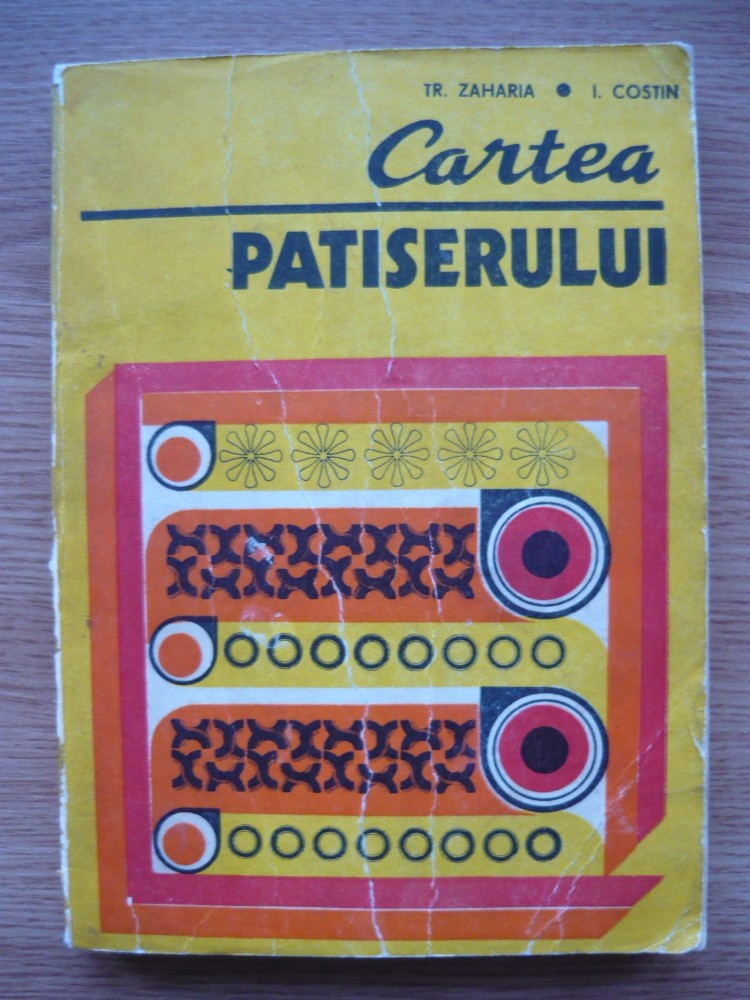 TR. ZAHARIA ● I. COSTIN
Cartea
PATISERULUI